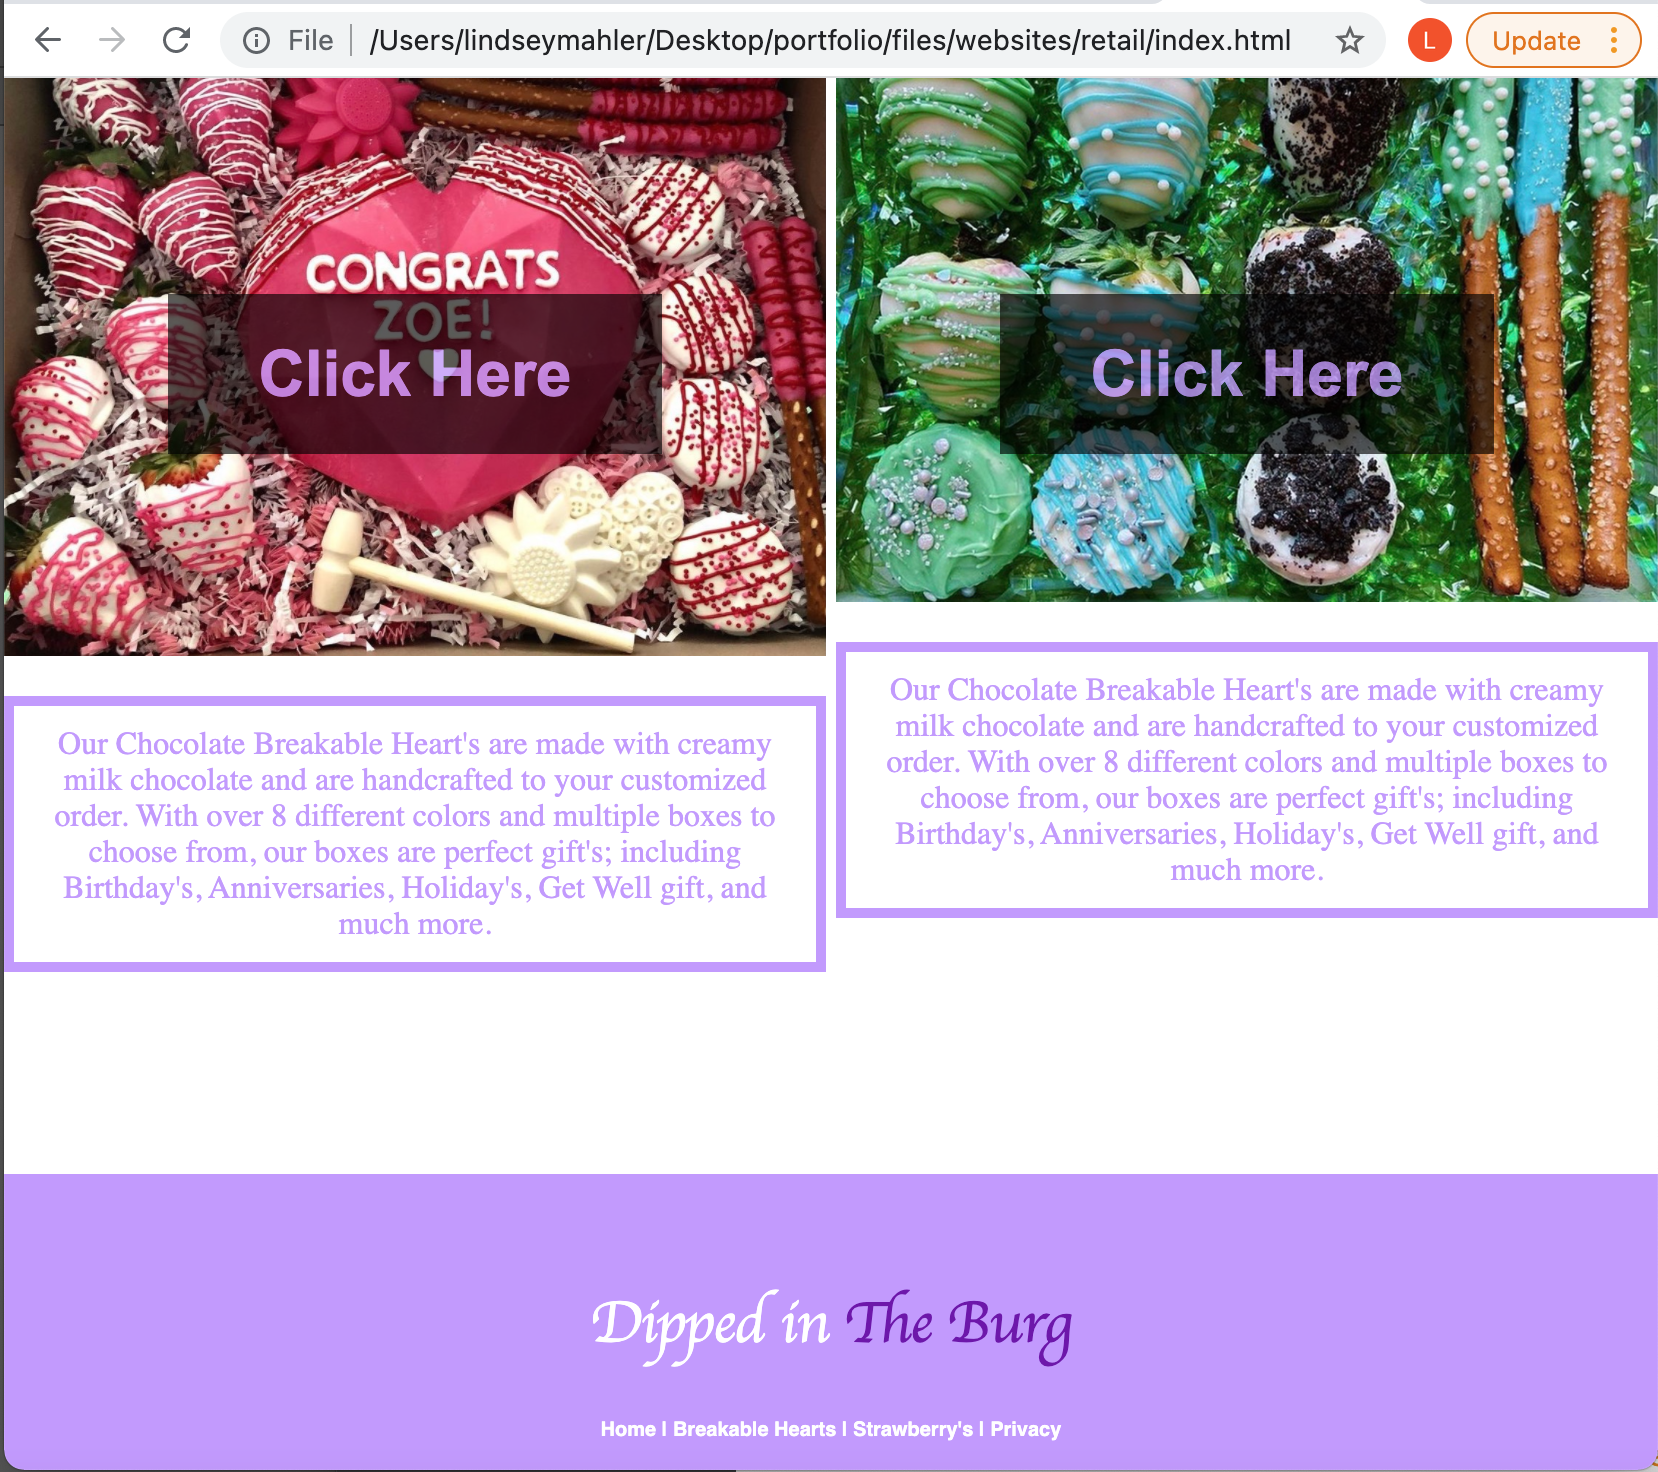 File
/Users/lindseymahler/Desktop/portfolio/files/websites/retail/index.html
L
Update
CONGRATS
ZOE!
Click Here
Click Here
Our Chocolate Breakable Heart's are made with creamy
milk chocolate and are handcrafted to your customized
order. With over 8 different colors and multiple boxes to
choose from, our boxes are perfect gift's; including
Birthday's, Anniversaries, Holiday's, Get Well gift, and
much more.
Our Chocolate Breakable Heart's are made with creamy
milk chocolate and are handcrafted to your customized
order. With over 8 different colors and multiple boxes to
choose from, our boxes are perfect gift's; including
Birthday's, Anniversaries, Holiday's, Get Well gift, and
much more.
Dipped in The Burg
Home | Breakable Hearts | Strawberry's | Privacy